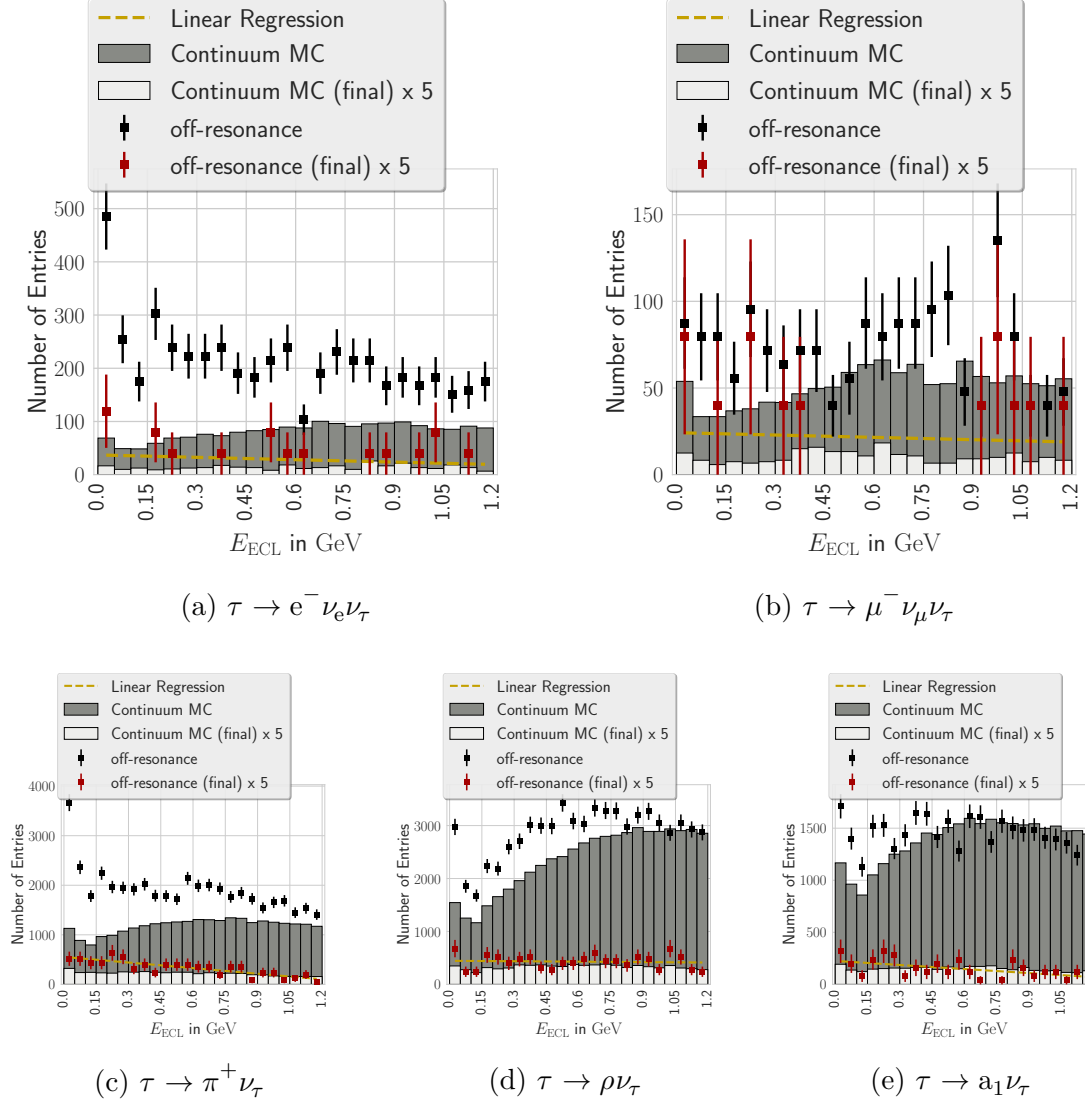 Linear Regression
Continuum MC
Continuum MC (final) x 5
off-resonance
off-resonance (final) x 5
Number of Entries
500
400
300
200
100
0
0.0
0.15
0.3
0.45
0.6
0.75
0.9
1.05
1.2
E_ECL in GeV
(a) τ → e⁻ν_eν_τ
Linear Regression
Continuum MC
Continuum MC (final) x 5
off-resonance
off-resonance (final) x 5
Number of Entries
150
100
50
0
0.0
0.15
0.3
0.45
0.6
0.75
0.9
1.05
1.2
E_ECL in GeV
(b) τ → μ⁻ν_μν_τ
Linear Regression
Continuum MC
Continuum MC (final) x 5
off-resonance
off-resonance (final) x 5
Number of Entries
4000
3000
2000
1000
0
0.0
0.15
0.3
0.45
0.6
0.75
0.9
1.05
1.2
E_ECL in GeV
(c) τ → π⁺ν_τ
Linear Regression
Continuum MC
Continuum MC (final) x 5
off-resonance
off-resonance (final) x 5
Number of Entries
3000
2000
1000
0
0.0
0.15
0.3
0.45
0.6
0.75
0.9
1.05
1.2
E_ECL in GeV
(d) τ → ρν_τ
Linear Regression
Continuum MC
Continuum MC (final) x 5
off-resonance
off-resonance (final) x 5
Number of Entries
1500
1000
500
0
0.0
0.15
0.3
0.45
0.6
0.75
0.9
1.05
E_ECL in GeV
(e) τ → a₁ν_τ